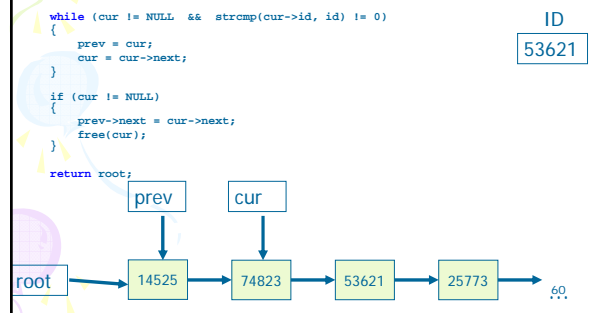 while (cur != NULL && strcmp(cur->id, id) != 0)
{
prev = cur;
cur = cur->next;
}
if (cur != NULL)
{
prev->next = cur->next;
free(cur);
}
return root;
ID
53621
prev cur
root 14525 74823 53621 25773 ...
60